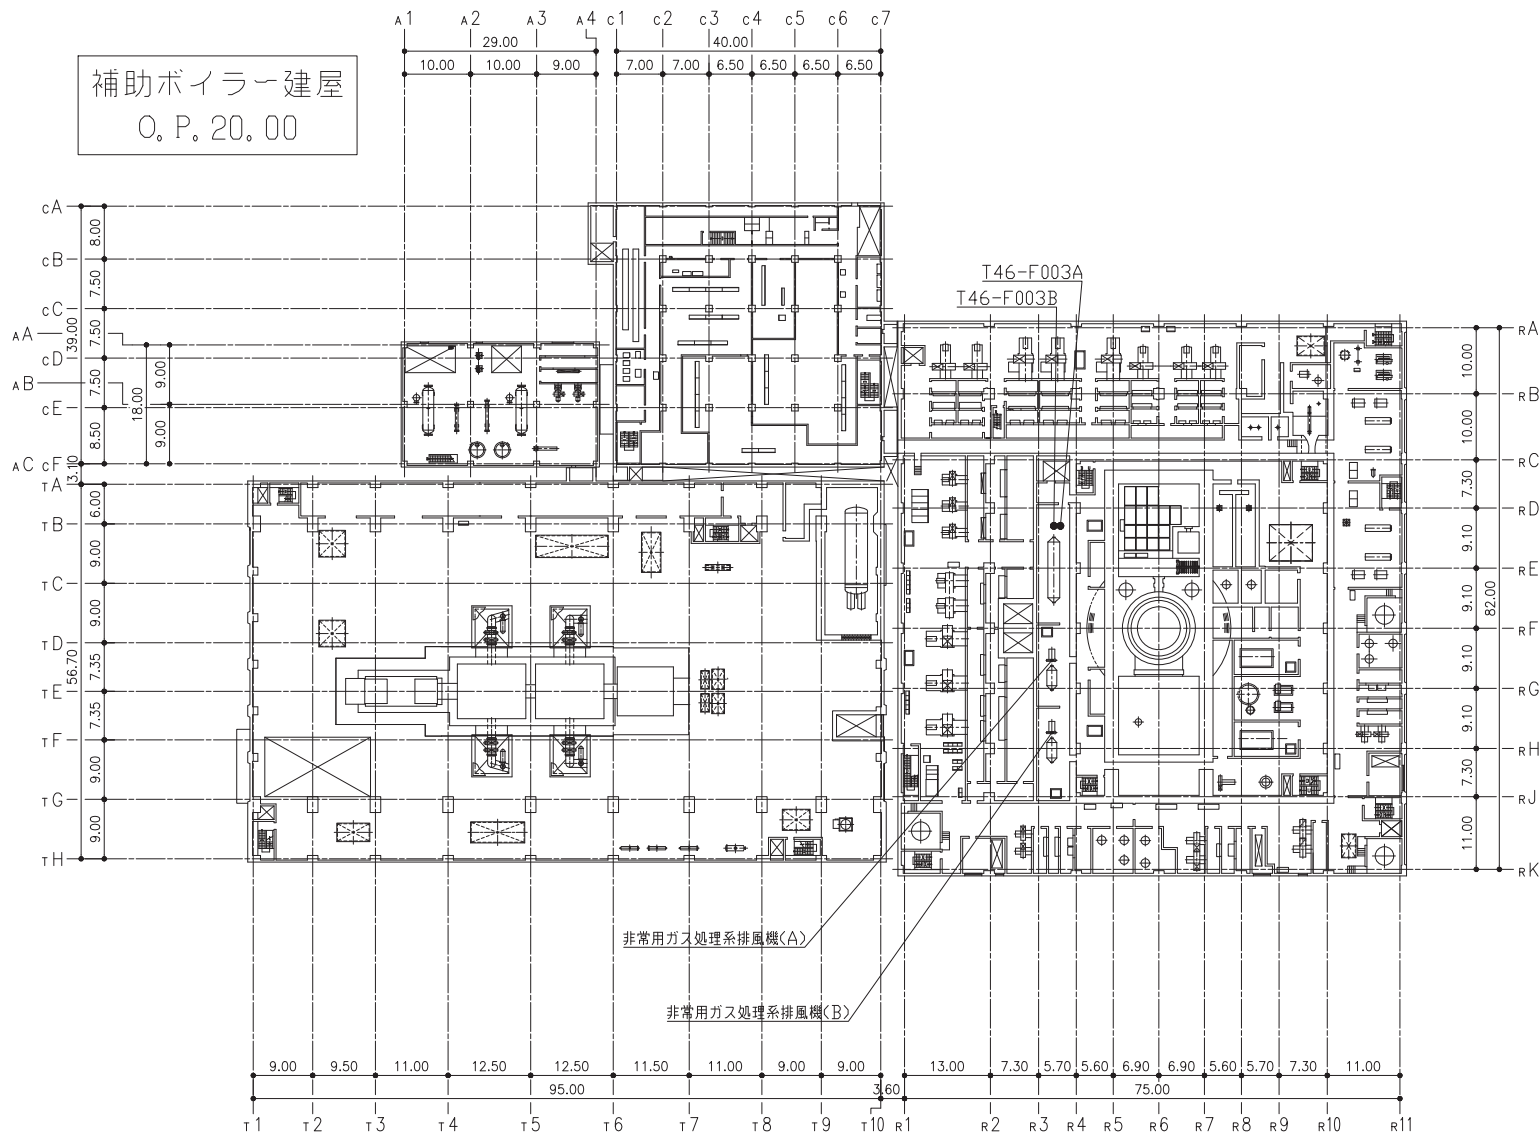 A1 A2 A3 A4 C1 C2 C3 C4 C5 C6 C7
29.00 40.00
10.00 10.00 9.00 7.00 7.00 6.50 6.50 6.50 6.50
補助ボイラー建屋
O.P.20.00
CA
8.00
CB
7.50
CC
AA
39.00
7.50
CD
AB
7.50
CE
18.00
9.00
9.00
8.50
AC CF
3.10
TA
6.00
TB
9.00
TC
9.00
TD
7.35
56.70
TE
7.35
TF
9.00
TG
9.00
TH
T46-F003A
T46-F003B
RA
10.00
RB
10.00
RC
7.30
RD
9.10
RE
9.10
82.00
RF
9.10
RG
9.10
RH
7.30
RJ
11.00
RK
非常用ガス処理系排風機(A)
非常用ガス処理系排風機(B)
9.00 9.50 11.00 12.50 12.50 11.50 11.00 9.00 9.00 13.00 7.30 5.70 5.60 6.90 6.90 5.60 5.70 7.30 11.00
95.00 3.60 75.00
T1 T2 T3 T4 T5 T6 T7 T8 T9 T10 R1 R2 R3 R4 R5 R6 R7 R8 R9 R10 R11